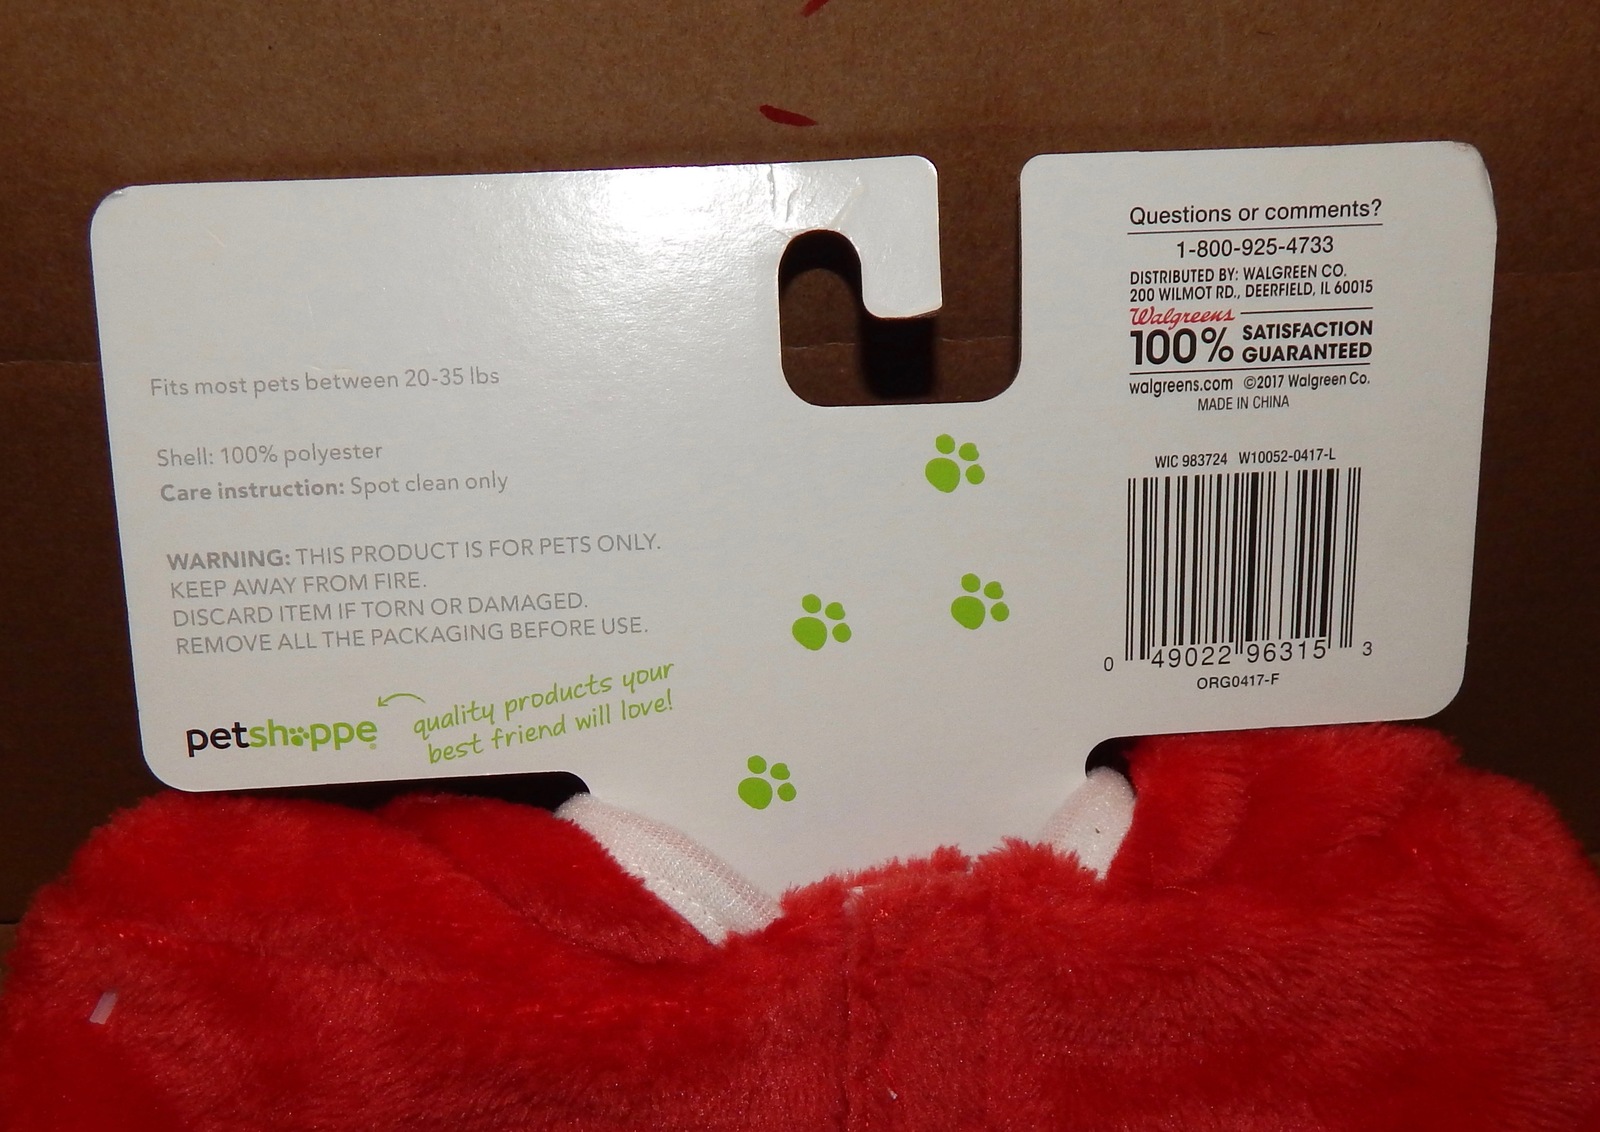 Fits most pets between 20-35 lbs
Shell: 100% polyester
Care instruction: Spot clean only
WARNING: THIS PRODUCT IS FOR PETS ONLY.
KEEP AWAY FROM FIRE.
DISCARD ITEM IF TORN OR DAMAGED.
REMOVE ALL THE PACKAGING BEFORE USE.
petshoppe
quality products your
best friend will love!
Questions or comments?
1-800-925-4733
DISTRIBUTED BY: WALGREEN CO.
200 WILMOT RD., DEERFIELD, IL 60015
Walgreens
100% SATISFACTION
GUARANTEED
walgreens.com ©2017 Walgreen Co.
MADE IN CHINA
WIC 983724 W10052-0417-L
0 49022 96315 3
ORG0417-F